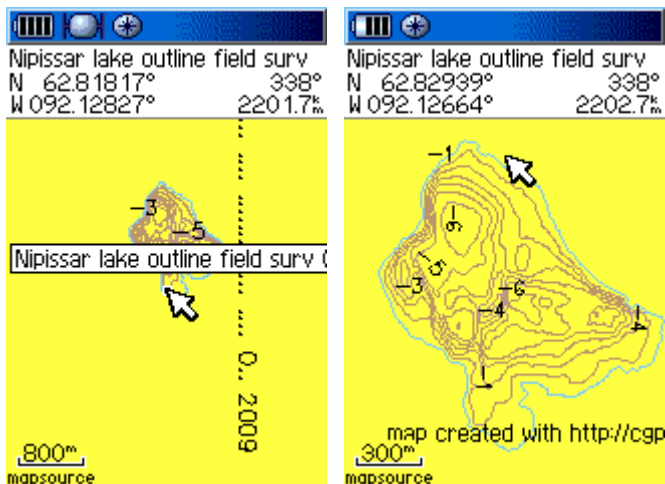 Nipissar lake outline field surv
N 62.81817° 338°
W 092.12827° 2201.7km
-3
-5
Nipissar lake outline field surv
0.. 2009
800m
mapsource
Nipissar lake outline field surv
N 62.82939° 338°
W 092.12664° 2202.7km
-1
-6
-5
-3
-6
-4
-4
-1
map created with http://cgp
300m
mapsource